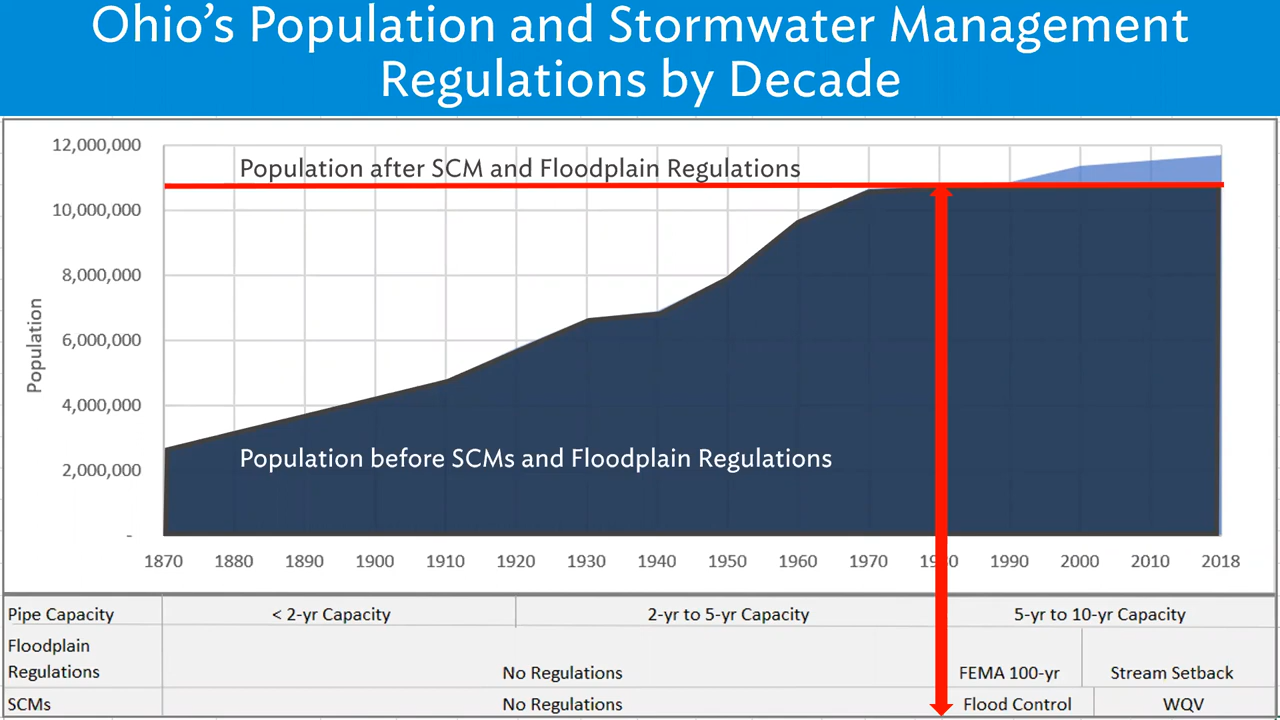 Ohio's Population and Stormwater Management
Regulations by Decade
12,000,000
Population after SCM and Floodplain Regulations
10,000,000
8,000,000
6,000,000
4,000,000
2,000,000
-
Population
Population before SCMs and Floodplain Regulations
1870 1880 1890 1900 1910 1920 1930 1940 1950 1960 1970 1980 1990 2000 2010 2018
Pipe Capacity < 2-yr Capacity 2-yr to 5-yr Capacity 5-yr to 10-yr Capacity
Floodplain
Regulations No Regulations FEMA 100-yr Stream Setback
SCMs No Regulations Flood Control WQV